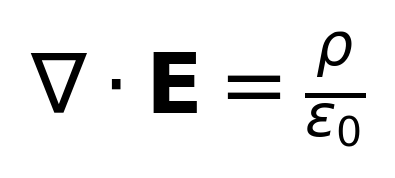 ∇ · E = ρ/ε₀